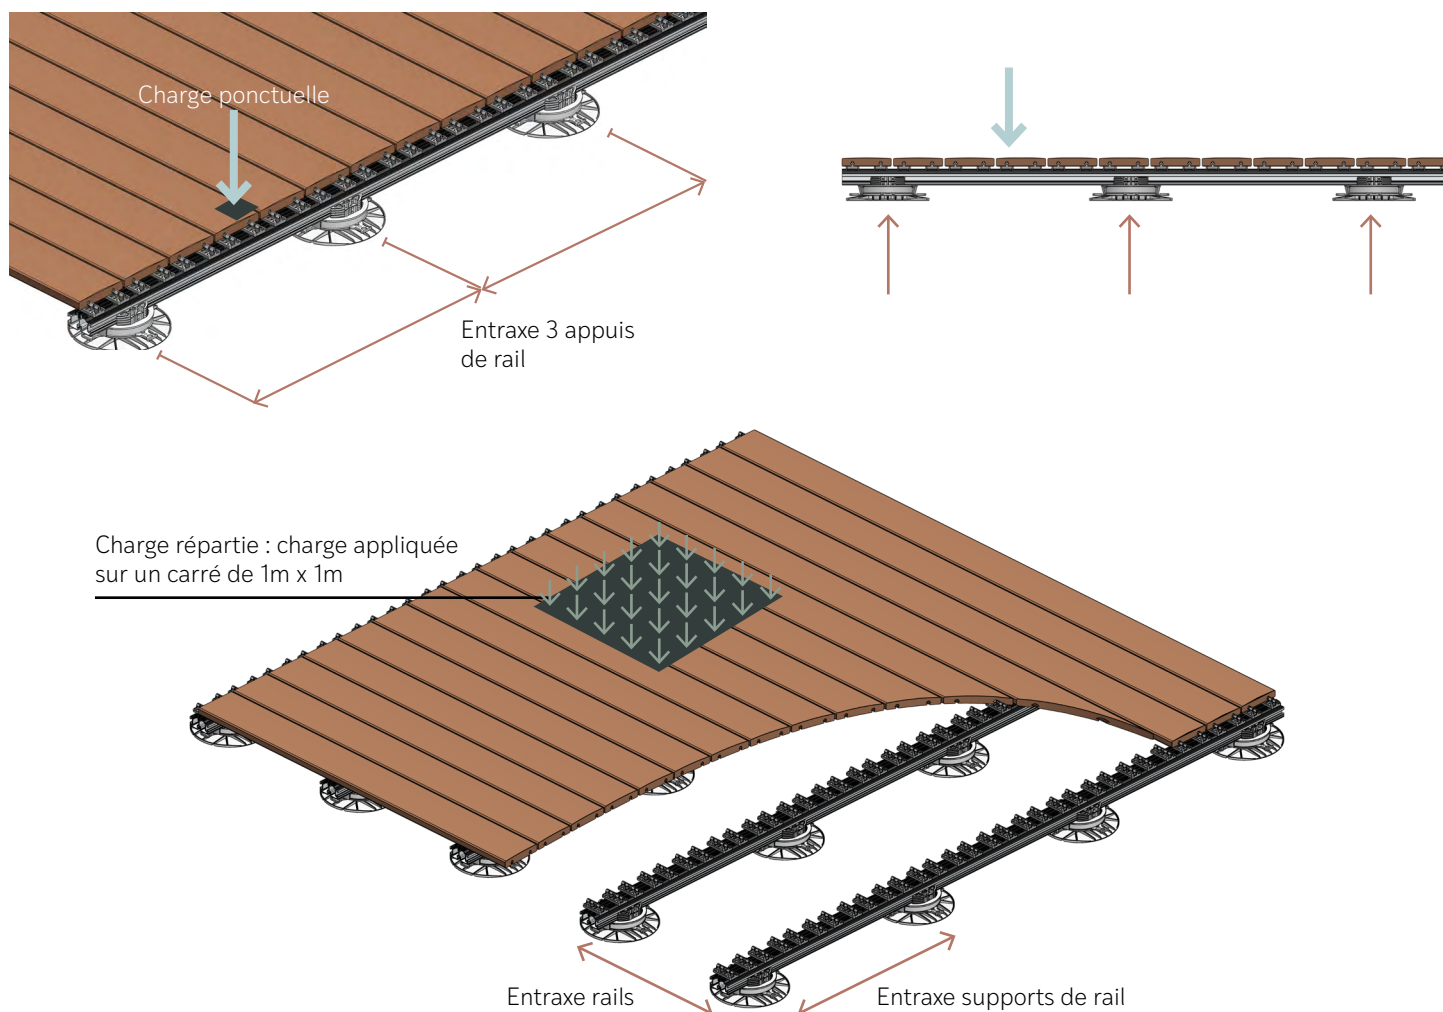 Charge ponctuelle
Entraxe 3 appuis
de rail
Charge répartie : charge appliquée
sur un carré de 1m x 1m
Entraxe rails
Entraxe supports de rail